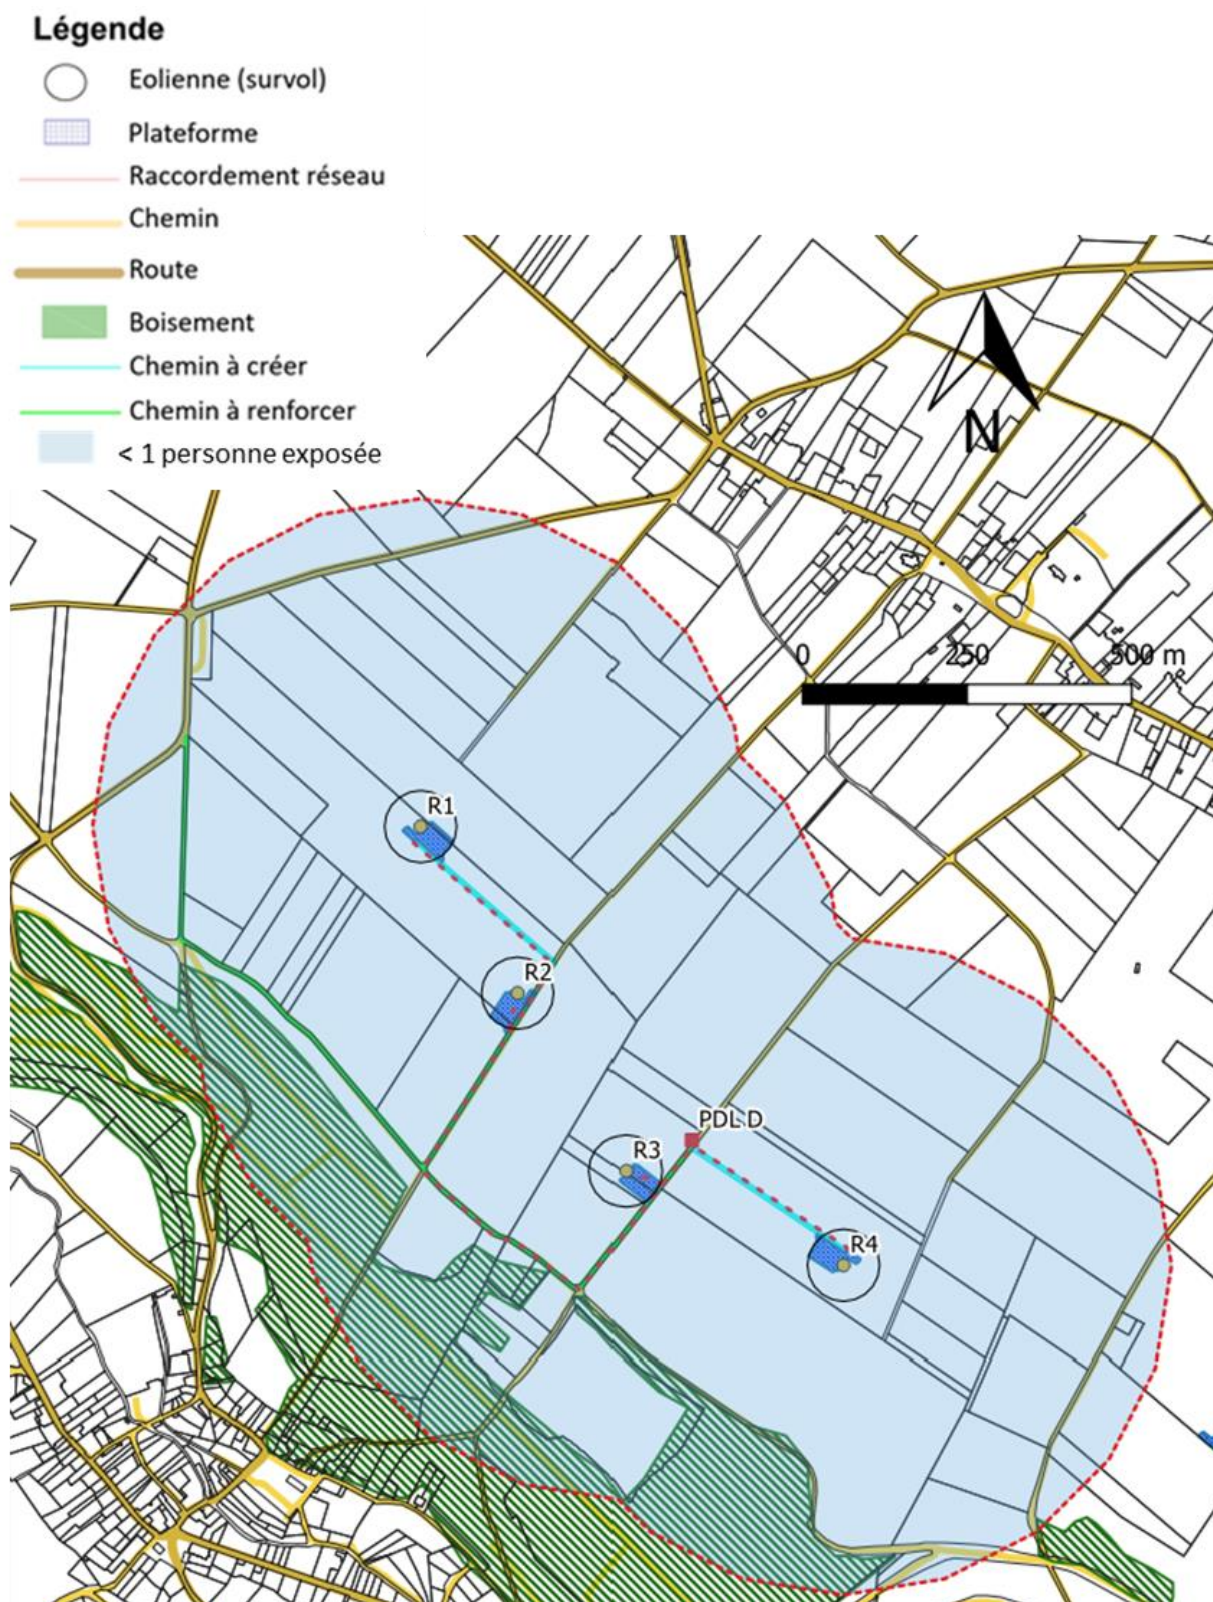 Légende
Eolienne (survol)
Plateforme
Raccordement réseau
Chemin
Route
Boisement
Chemin à créer
Chemin à renforcer
< 1 personne exposée
N
0 250 500 m
R1
R2
PDL D
R3
R4